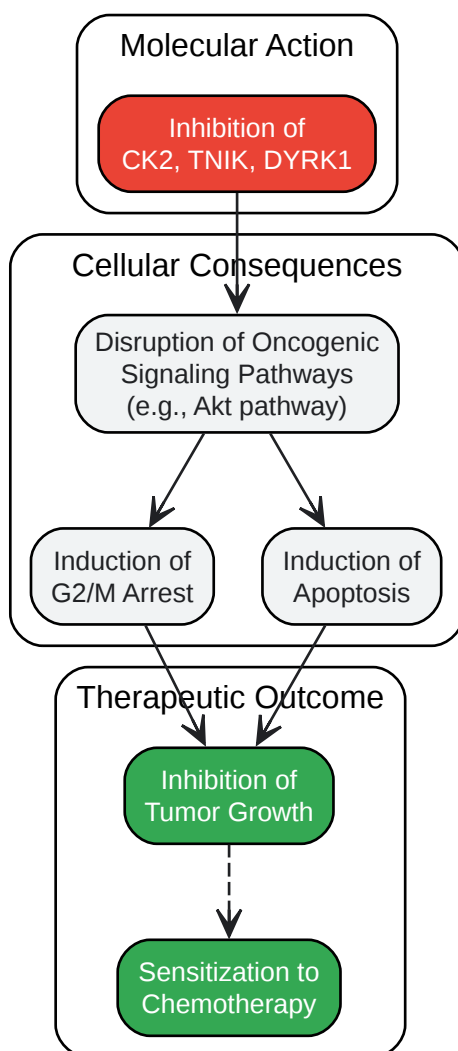 Molecular Action
Inhibition of
CK2, TNIK, DYRK1
Cellular Consequences
Disruption of Oncogenic
Signaling Pathways
(e.g., Akt pathway)
Induction of
G2/M Arrest
Induction of
Apoptosis
Therapeutic Outcome
Inhibition of
Tumor Growth
Sensitization to
Chemotherapy